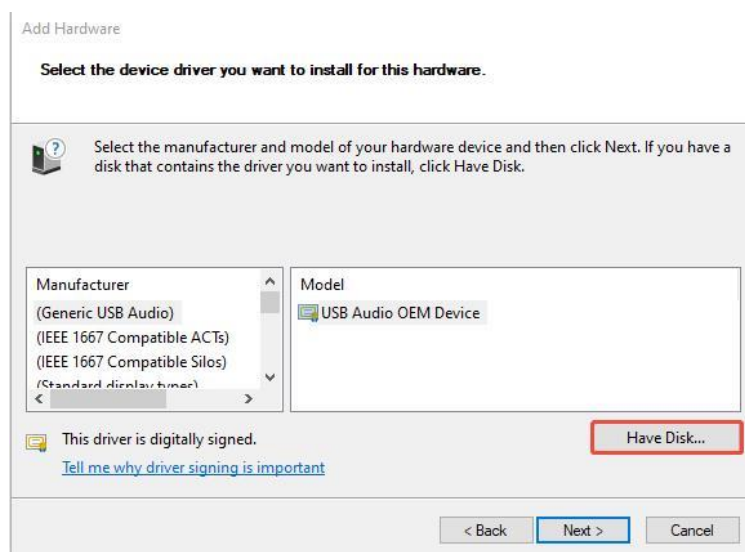 Add Hardware
Select the device driver you want to install for this hardware.
Select the manufacturer and model of your hardware device and then click Next. If you have a
disk that contains the driver you want to install, click Have Disk.
Manufacturer
(Generic USB Audio)
(IEEE 1667 Compatible ACTs)
(IEEE 1667 Compatible Silos)
(Standard display types)
Model
USB Audio OEM Device
This driver is digitally signed.
Tell me why driver signing is important
Have Disk...
< Back
Next >
Cancel